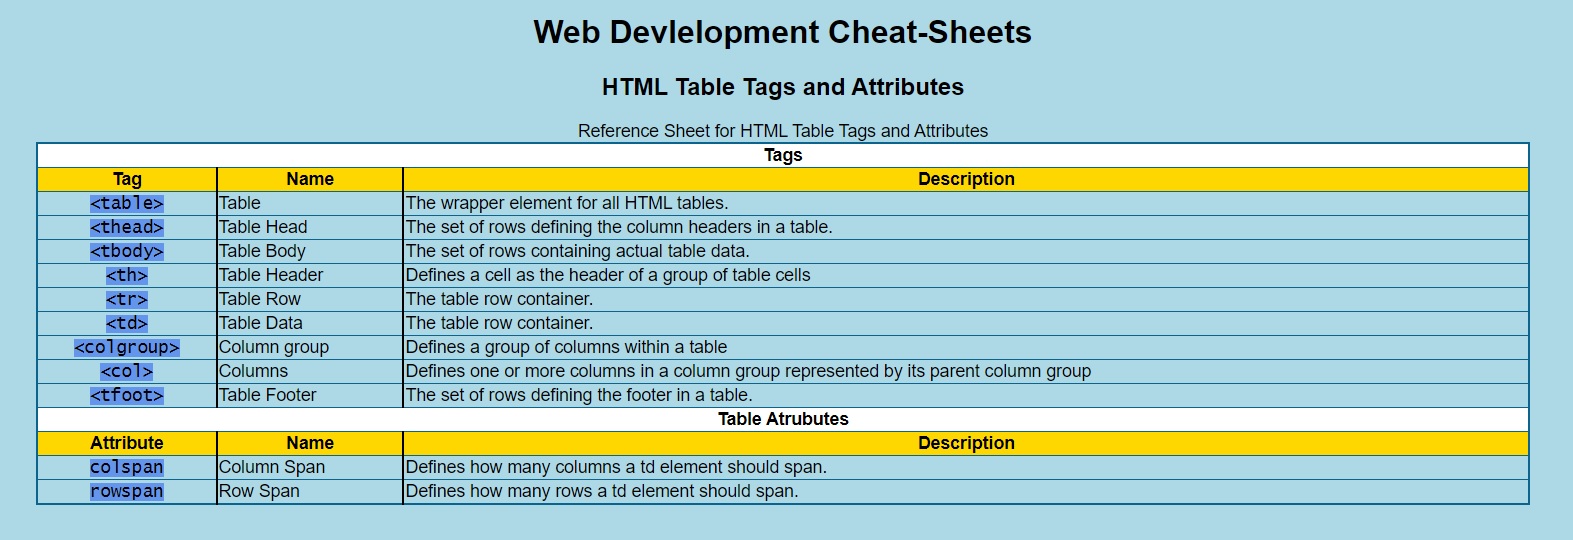 Web Devlelopment Cheat-Sheets
HTML Table Tags and Attributes
Reference Sheet for HTML Table Tags and Attributes
Tags
Tag Name Description
<table> Table The wrapper element for all HTML tables.
<thead> Table Head The set of rows defining the column headers in a table.
<tbody> Table Body The set of rows containing actual table data.
<th> Table Header Defines a cell as the header of a group of table cells
<tr> Table Row The table row container.
<td> Table Data The table row container.
<colgroup> Column group Defines a group of columns within a table
<col> Columns Defines one or more columns in a column group represented by its parent column group
<tfoot> Table Footer The set of rows defining the footer in a table.
Table Atrubutes
Attribute Name Description
colspan Column Span Defines how many columns a td element should span.
rowspan Row Span Defines how many rows a td element should span.